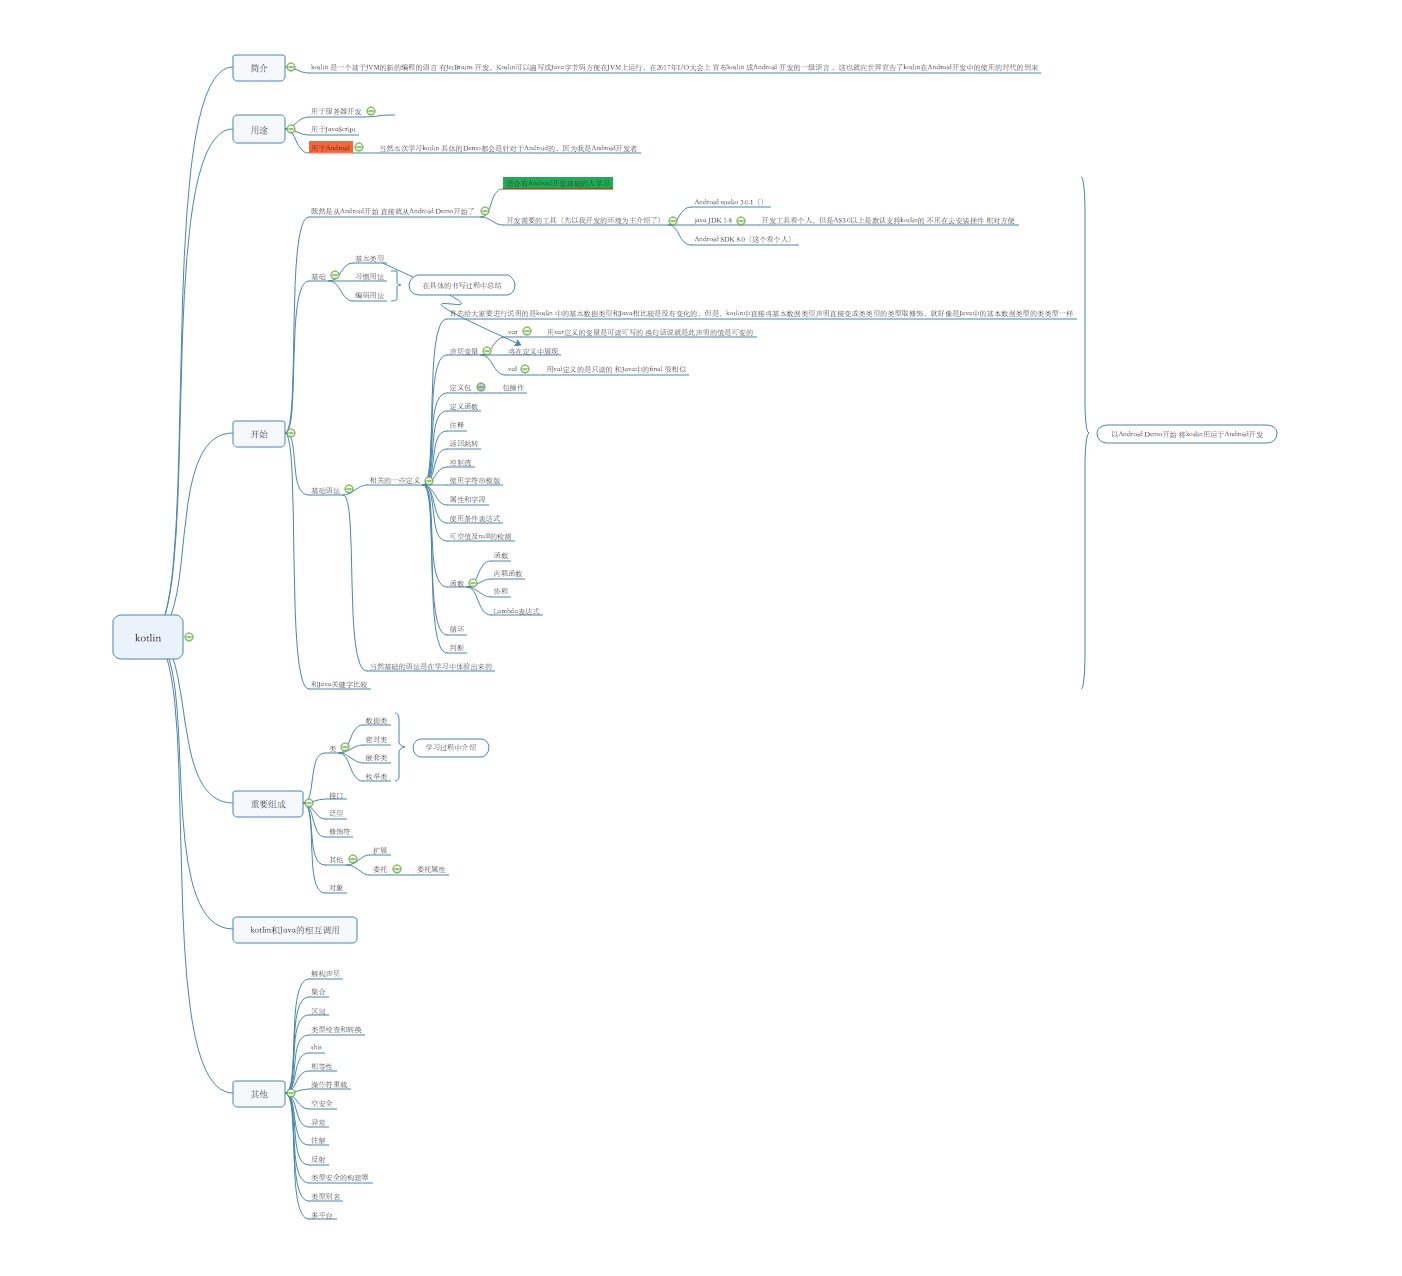 简介
kotlin 是一个基于JVM的新的编程的语言 有JetBrains 开发，Kotlin可以遍写成Java字节码方便在JVM上运行，在2017年I/O大会上 宣布kotlin 成Android 开发的一级语言 ，这也就向世界宣告了kotlin在Android开发中的使用的时代的到来
用途
用于服务器开发
用于JavaScript
用于Android
当然本次学习kotlin 具体的Demo都会是针对于Android的，因为我是Android开发者
开始
既然是从Android开始 直接就从Android Demo开始了
适合有Android开发基础的人学习
开发需要的工具（先以我开发的环境为主介绍了）
Android studio 3.0.1（）
java JDK 1.8
开发工具看个人，但是AS3.0以上是默认支持kotlin的 不用在去安装插件 相对方便
Android SDK 8.0（这个看个人）
基础
基本类型
习惯用法
编码用法
在具体的书写过程中总结
基础语法
相关的一些定义
首先给大家要进行说明的是kotlin 中的基本数据类型和Java相比较是没有变化的，但是，kotlin中直接将基本数据类型声明直接变成类类型的类型取修饰，就好像是Java中的基本数据类型的类类型一样
声明变量
var
用var定义的变量是可读可写的 换句话说就是此声明的值是可变的
将在定义中展现
val
用val定义的是只读的 和Java中的final 很相似
定义包
包操作
定义函数
注释
返回跳转
控制流
使用字符串模版
属性和字段
使用条件表达式
可空值及null的检测
函数
函数
内联函数
协程
Lambda表达式
循环
判断
当然基础的语法是在学习中体验出来的
和Java关键字比较
以Android Demo开始 将kotlin用运于Android开发
kotlin
重要组成
类
数据类
密封类
嵌套类
枚举类
学习过程中介绍
接口
泛型
修饰符
其他
扩展
委托
委托属性
对象
kotlin和Java的相互调用
其他
解构声明
集合
区间
类型检查和转换
this
相等性
操作符重载
空安全
异常
注解
反射
类型安全的构建器
类型别名
多平台